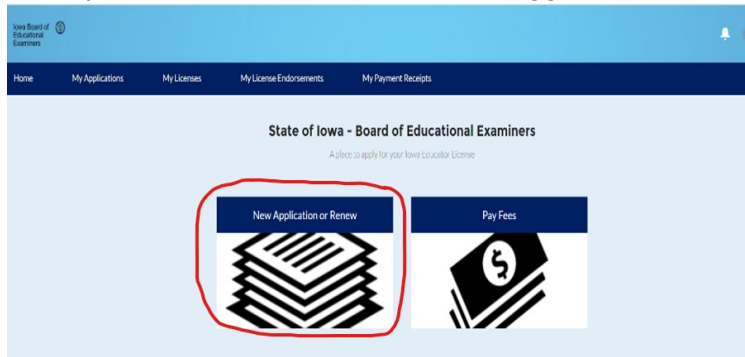 Iowa Board of
Educational
Examiners
Home My Applications My Licenses My License Endorsements My Payment Receipts
State of Iowa - Board of Educational Examiners
A place to apply for your Iowa Educator License
New Application or Renew Pay Fees
$